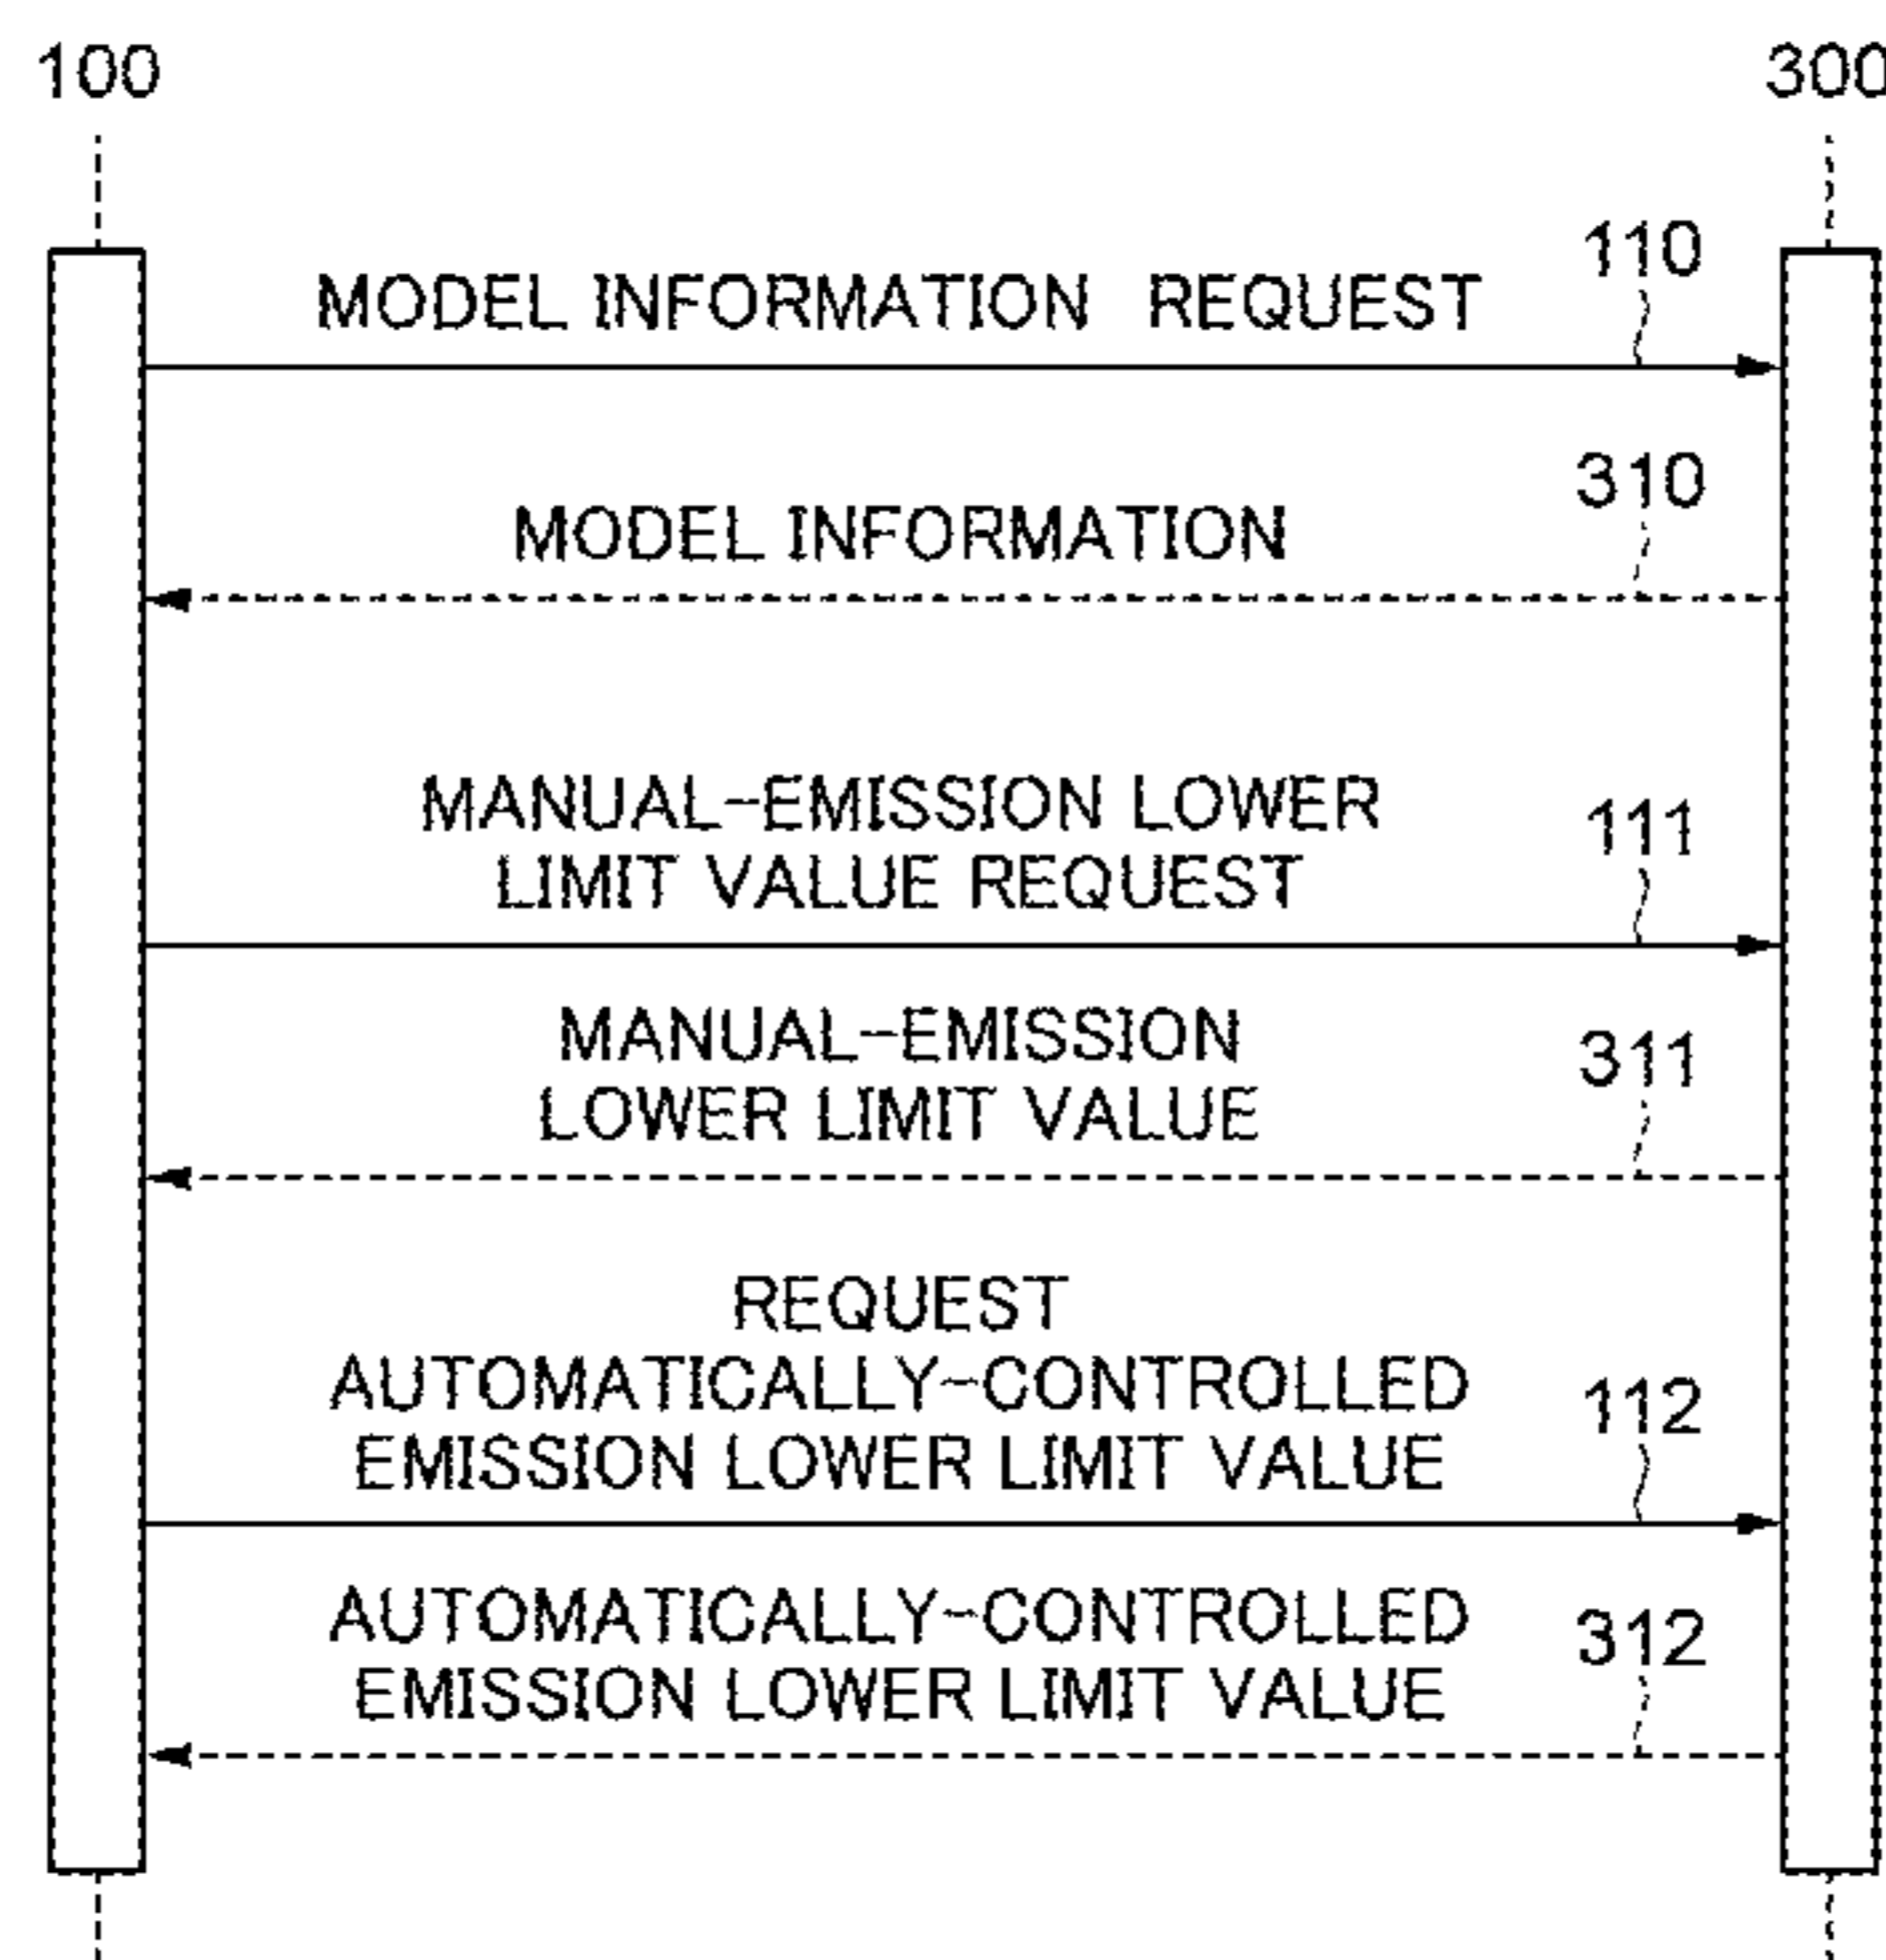 100
300
110
MODEL INFORMATION REQUEST
310
MODEL INFORMATION
MANUAL-EMISSION LOWER
111
LIMIT VALUE REQUEST
MANUAL-EMISSION
311
LOWER LIMIT VALUE
REQUEST
AUTOMATICALLY-CONTROLLED
112
EMISSION LOWER LIMIT VALUE
AUTOMATICALLY-CONTROLLED
312
EMISSION LOWER LIMIT VALUE